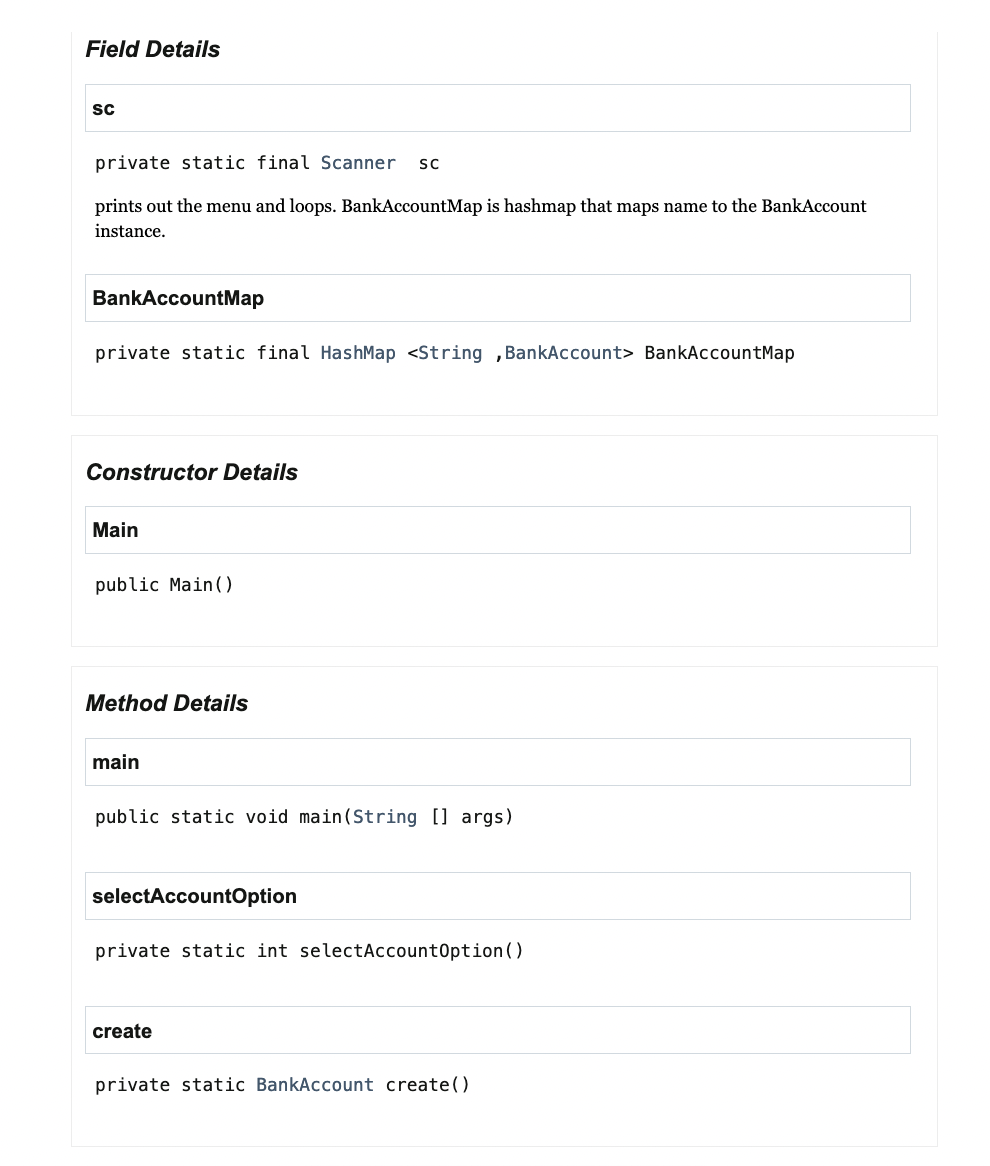 Field Details
sc
private static final Scanner  sc
prints out the menu and loops. BankAccountMap is hashmap that maps name to the BankAccount
instance.
BankAccountMap
private static final HashMap <String ,BankAccount> BankAccountMap
Constructor Details
Main
public Main()
Method Details
main
public static void main(String [] args)
selectAccountOption
private static int selectAccountOption()
create
private static BankAccount create()